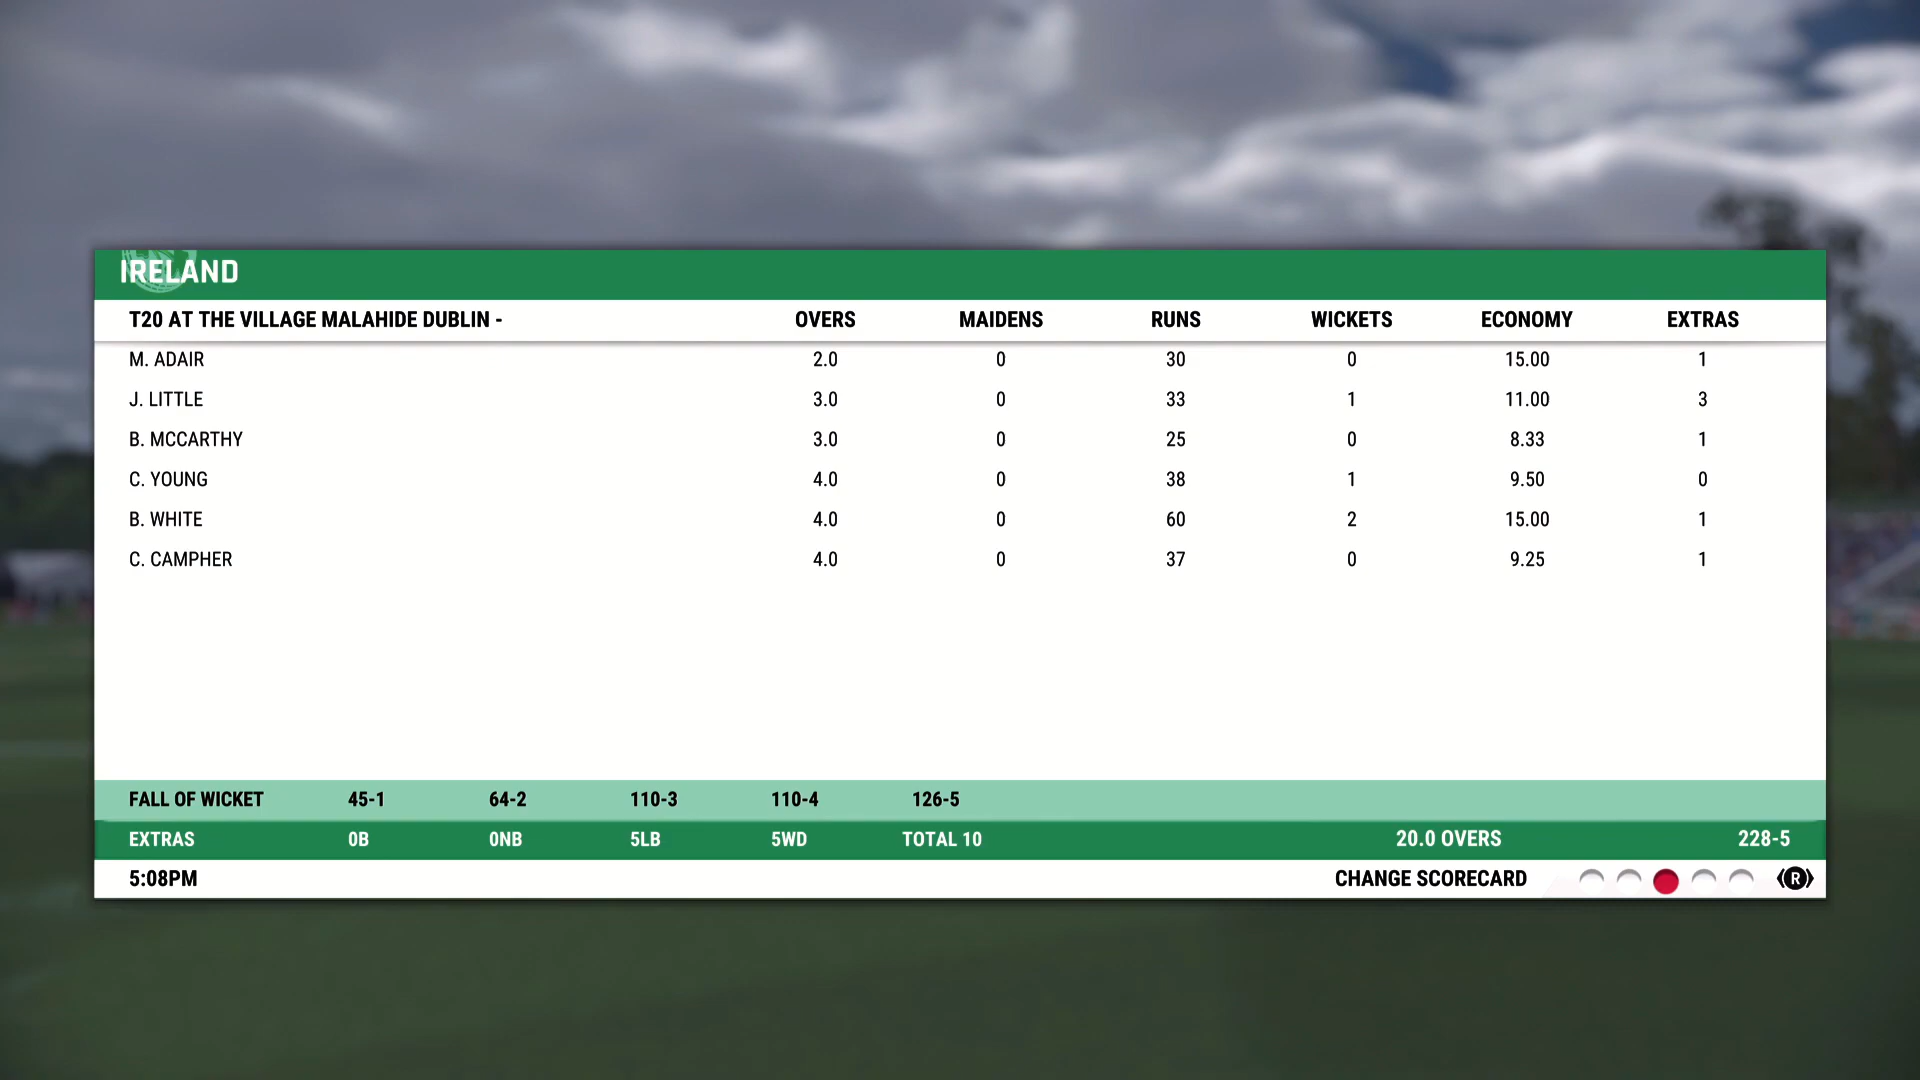 IRELAND
T20 AT THE VILLAGE MALAHIDE DUBLIN - OVERS MAIDENS RUNS WICKETS ECONOMY EXTRAS
M. ADAIR 2.0 0 30 0 15.00 1
J. LITTLE 3.0 0 33 1 11.00 3
B. MCCARTHY 3.0 0 25 0 8.33 1
C. YOUNG 4.0 0 38 1 9.50 0
B. WHITE 4.0 0 60 2 15.00 1
C. CAMPHER 4.0 0 37 0 9.25 1
FALL OF WICKET 45-1 64-2 110-3 110-4 126-5
EXTRAS 0B 0NB 5LB 5WD TOTAL 10 20.0 OVERS 228-5
5:08PM CHANGE SCORECARD R